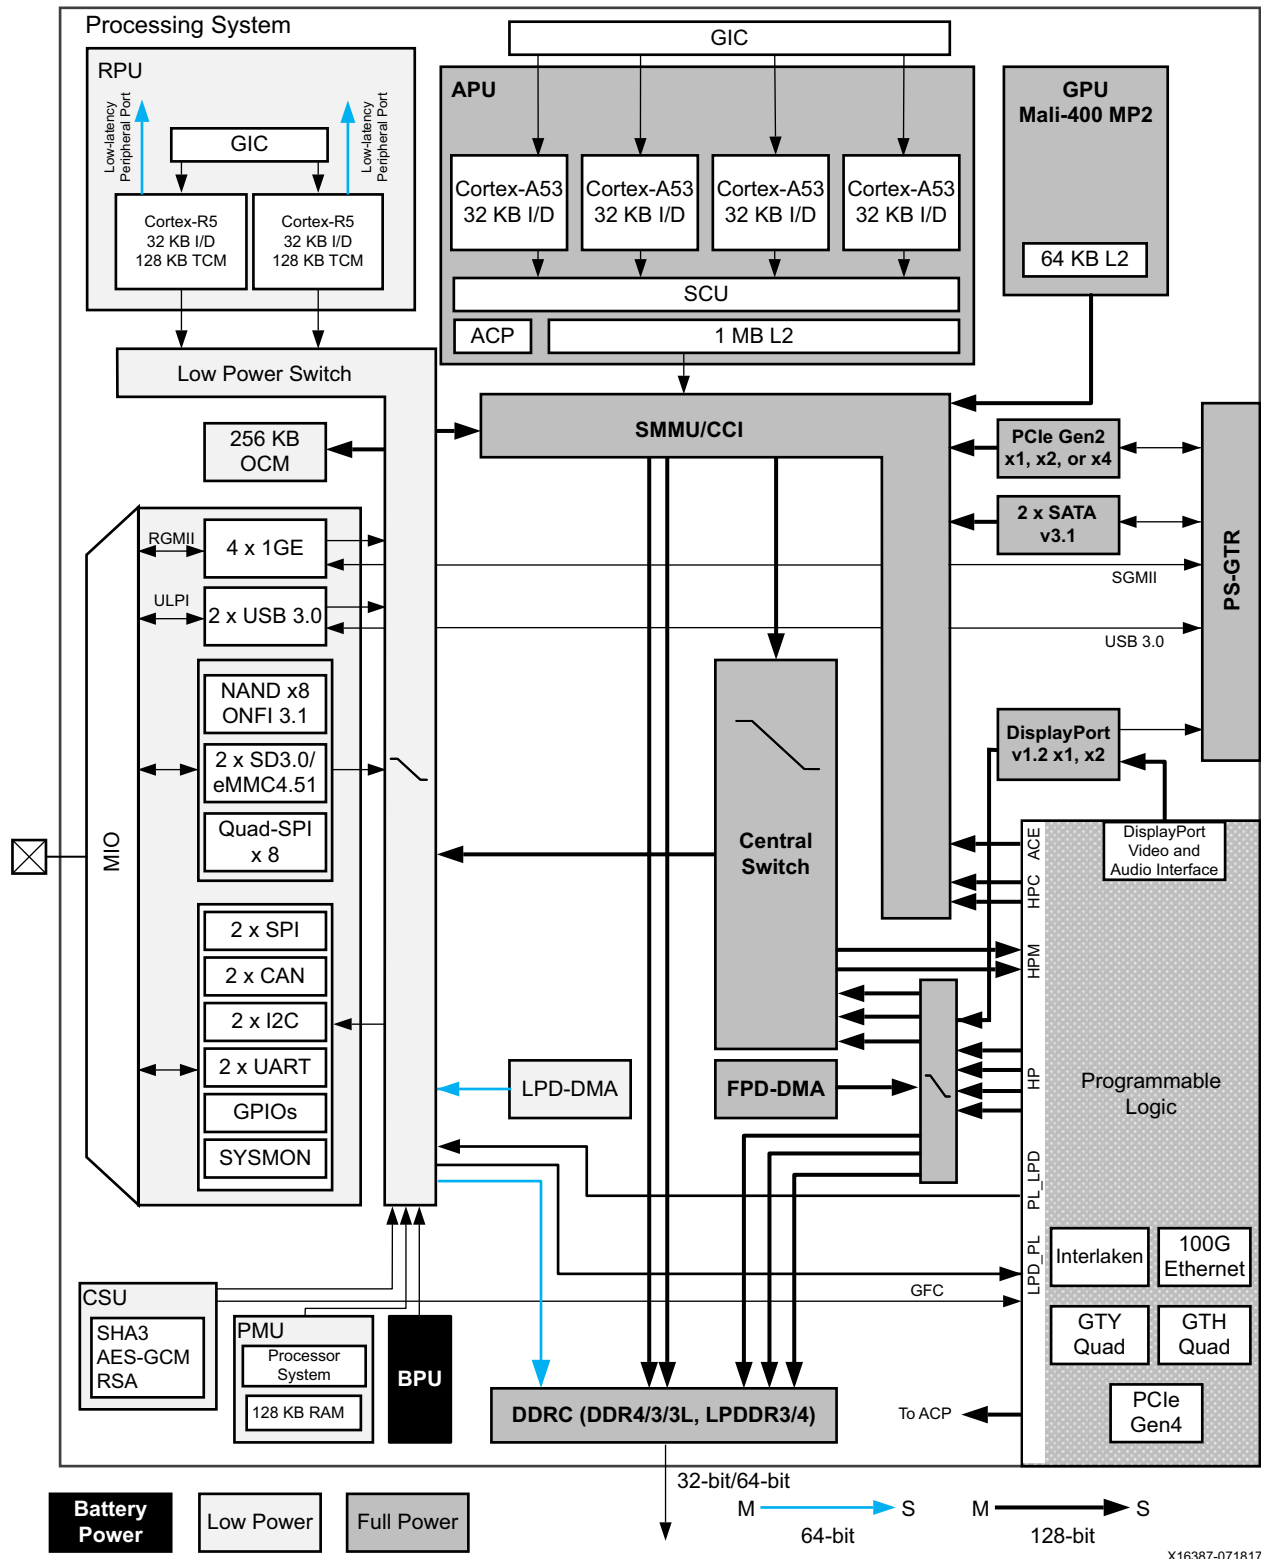 Processing System
RPU
Low-latency
Peripheral Port
GIC
Low-latency
Peripheral Port
Cortex-R5
32 KB I/D
128 KB TCM
Cortex-R5
32 KB I/D
128 KB TCM
GIC
APU
Cortex-A53
32 KB I/D
Cortex-A53
32 KB I/D
Cortex-A53
32 KB I/D
Cortex-A53
32 KB I/D
SCU
ACP
1 MB L2
GPU
Mali-400 MP2
64 KB L2
Low Power Switch
SMMU/CCI
256 KB
OCM
PCIe Gen2
x1, x2, or x4
2 x SATA
v3.1
PS-GTR
RGMII
4 x 1GE
SGMII
ULPI
2 x USB 3.0
USB 3.0
NAND x8
ONFI 3.1
2 x SD3.0/
eMMC4.51
Quad-SPI
x 8
MIO
DisplayPort
v1.2 x1, x2
Central
Switch
ACE
DisplayPort
Video and
Audio Interface
HPC
HPM
HP
PL_LPD
LPD_PL
2 x SPI
2 x CAN
2 x I2C
2 x UART
GPIOs
SYSMON
LPD-DMA
FPD-DMA
Programmable
Logic
Interlaken
100G
Ethernet
GTY
Quad
GTH
Quad
PCIe
Gen4
GFC
CSU
SHA3
AES-GCM
RSA
PMU
Processor
System
128 KB RAM
BPU
DDRC (DDR4/3/3L, LPDDR3/4)
To ACP
32-bit/64-bit
Battery
Power
Low Power
Full Power
M
S
64-bit
M
S
128-bit
X16387-071817